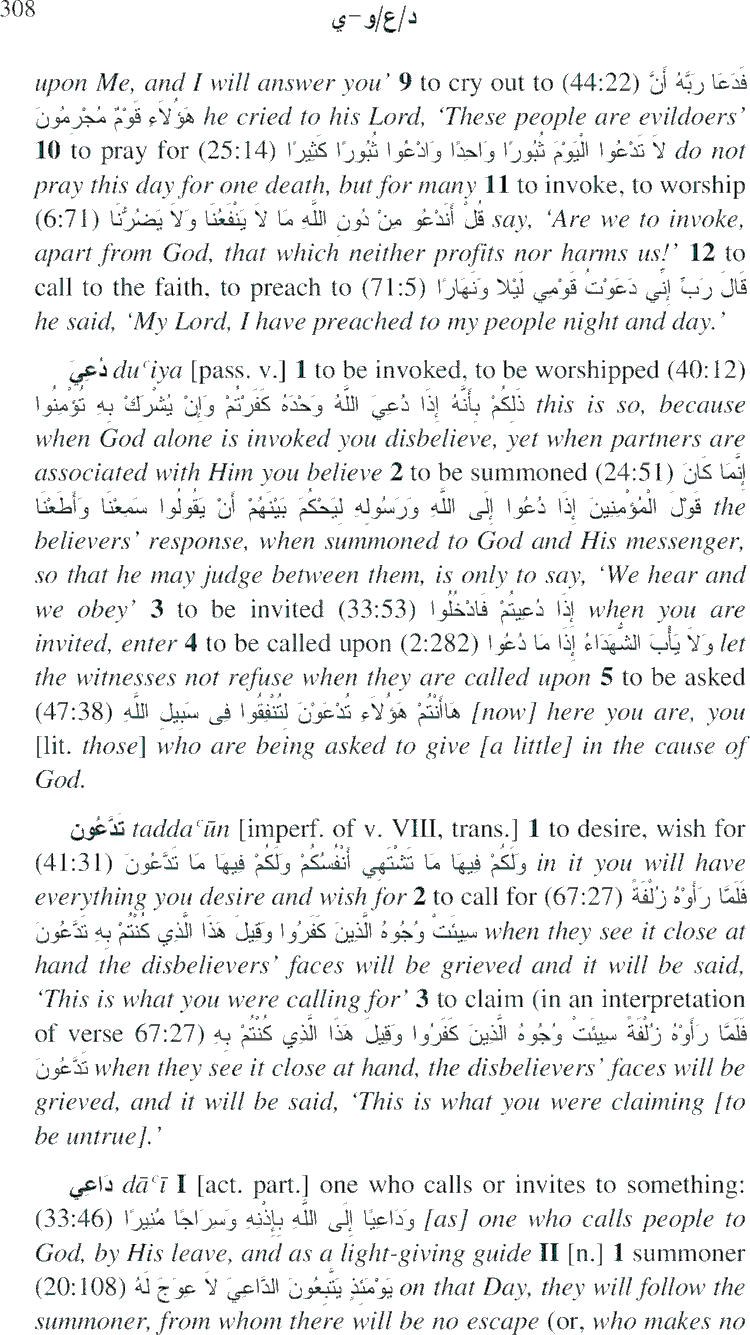 308
د/ع/و-ي
upon Me, and I will answer you’ 9 to cry out to (44:22) فَدَعَا رَبَّهُ أَنَّ
هَؤُلَاءِ قَوْمٌ مُجْرِمُونَ he cried to his Lord, ‘These people are evildoers’
10 to pray for (25:14) لَا تَدْعُوا الْيَوْمَ ثُبُورًا وَاحِدًا وَادْعُوا ثُبُورًا كَثِيرًا do not
pray this day for one death, but for many 11 to invoke, to worship
(6:71) قُلْ أَنَدْعُو مِنْ دُونِ اللَّهِ مَا لَا يَنْفَعُنَا وَلَا يَضُرُّنَا say, ‘Are we to invoke,
apart from God, that which neither profits nor harms us!’ 12 to
call to the faith, to preach to (71:5) قَالَ رَبِّ إِنِّي دَعَوْتُ قَوْمِي لَيْلًا وَنَهَارًا
he said, ‘My Lord, I have preached to my people night and day.’
دُعِيَ duʿiya [pass. v.] 1 to be invoked, to be worshipped (40:12)
ذَلِكُمْ بِأَنَّهُ إِذَا دُعِيَ اللَّهُ وَحْدَهُ كَفَرْتُمْ وَإِنْ يُشْرَكْ بِهِ تُؤْمِنُوا this is so, because
when God alone is invoked you disbelieve, yet when partners are
associated with Him you believe 2 to be summoned (24:51) إِنَّمَا كَانَ
قَوْلَ الْمُؤْمِنِينَ إِذَا دُعُوا إِلَى اللَّهِ وَرَسُولِهِ لِيَحْكُمَ بَيْنَهُمْ أَنْ يَقُولُوا سَمِعْنَا وَأَطَعْنَا the
believers’ response, when summoned to God and His messenger,
so that he may judge between them, is only to say, ‘We hear and
we obey’ 3 to be invited (33:53) إِذَا دُعِيتُمْ فَادْخُلُوا when you are
invited, enter 4 to be called upon (2:282) وَلَا يَأْبَ الشُّهَدَاءُ إِذَا مَا دُعُوا let
the witnesses not refuse when they are called upon 5 to be asked
(47:38) هَاأَنْتُمْ هَؤُلَاءِ تُدْعَوْنَ لِتُنْفِقُوا فِى سَبِيلِ اللَّهِ [now] here you are, you
[lit. those] who are being asked to give [a little] in the cause of
God.
تَدَّعُون taddaʿūn [imperf. of v. VIII, trans.] 1 to desire, wish for
(41:31) وَلَكُمْ فِيهَا مَا تَشْتَهِي أَنْفُسُكُمْ وَلَكُمْ فِيهَا مَا تَدَّعُونَ in it you will have
everything you desire and wish for 2 to call for (67:27) فَلَمَّا رَأَوْهُ زُلْفَةً
سِيئَتْ وُجُوهُ الَّذِينَ كَفَرُوا وَقِيلَ هَذَا الَّذِي كُنْتُمْ بِهِ تَدَّعُونَ when they see it close at
hand the disbelievers’ faces will be grieved and it will be said,
‘This is what you were calling for’ 3 to claim (in an interpretation
of verse 67:27) فَلَمَّا رَأَوْهُ زُلْفَةً سِيئَتْ وُجُوهُ الَّذِينَ كَفَرُوا وَقِيلَ هَذَا الَّذِي كُنْتُمْ بِهِ
تَدَّعُونَ when they see it close at hand, the disbelievers’ faces will be
grieved, and it will be said, ‘This is what you were claiming [to
be untrue].’
دَاعِي dāʿī I [act. part.] one who calls or invites to something:
(33:46) وَدَاعِيًا إِلَى اللَّهِ بِإِذْنِهِ وَسِرَاجًا مُنِيرًا [as] one who calls people to
God, by His leave, and as a light-giving guide II [n.] 1 summoner
(20:108) يَوْمَئِذٍ يَتَّبِعُونَ الدَّاعِيَ لَا عِوَجَ لَهُ on that Day, they will follow the
summoner, from whom there will be no escape (or, who makes no